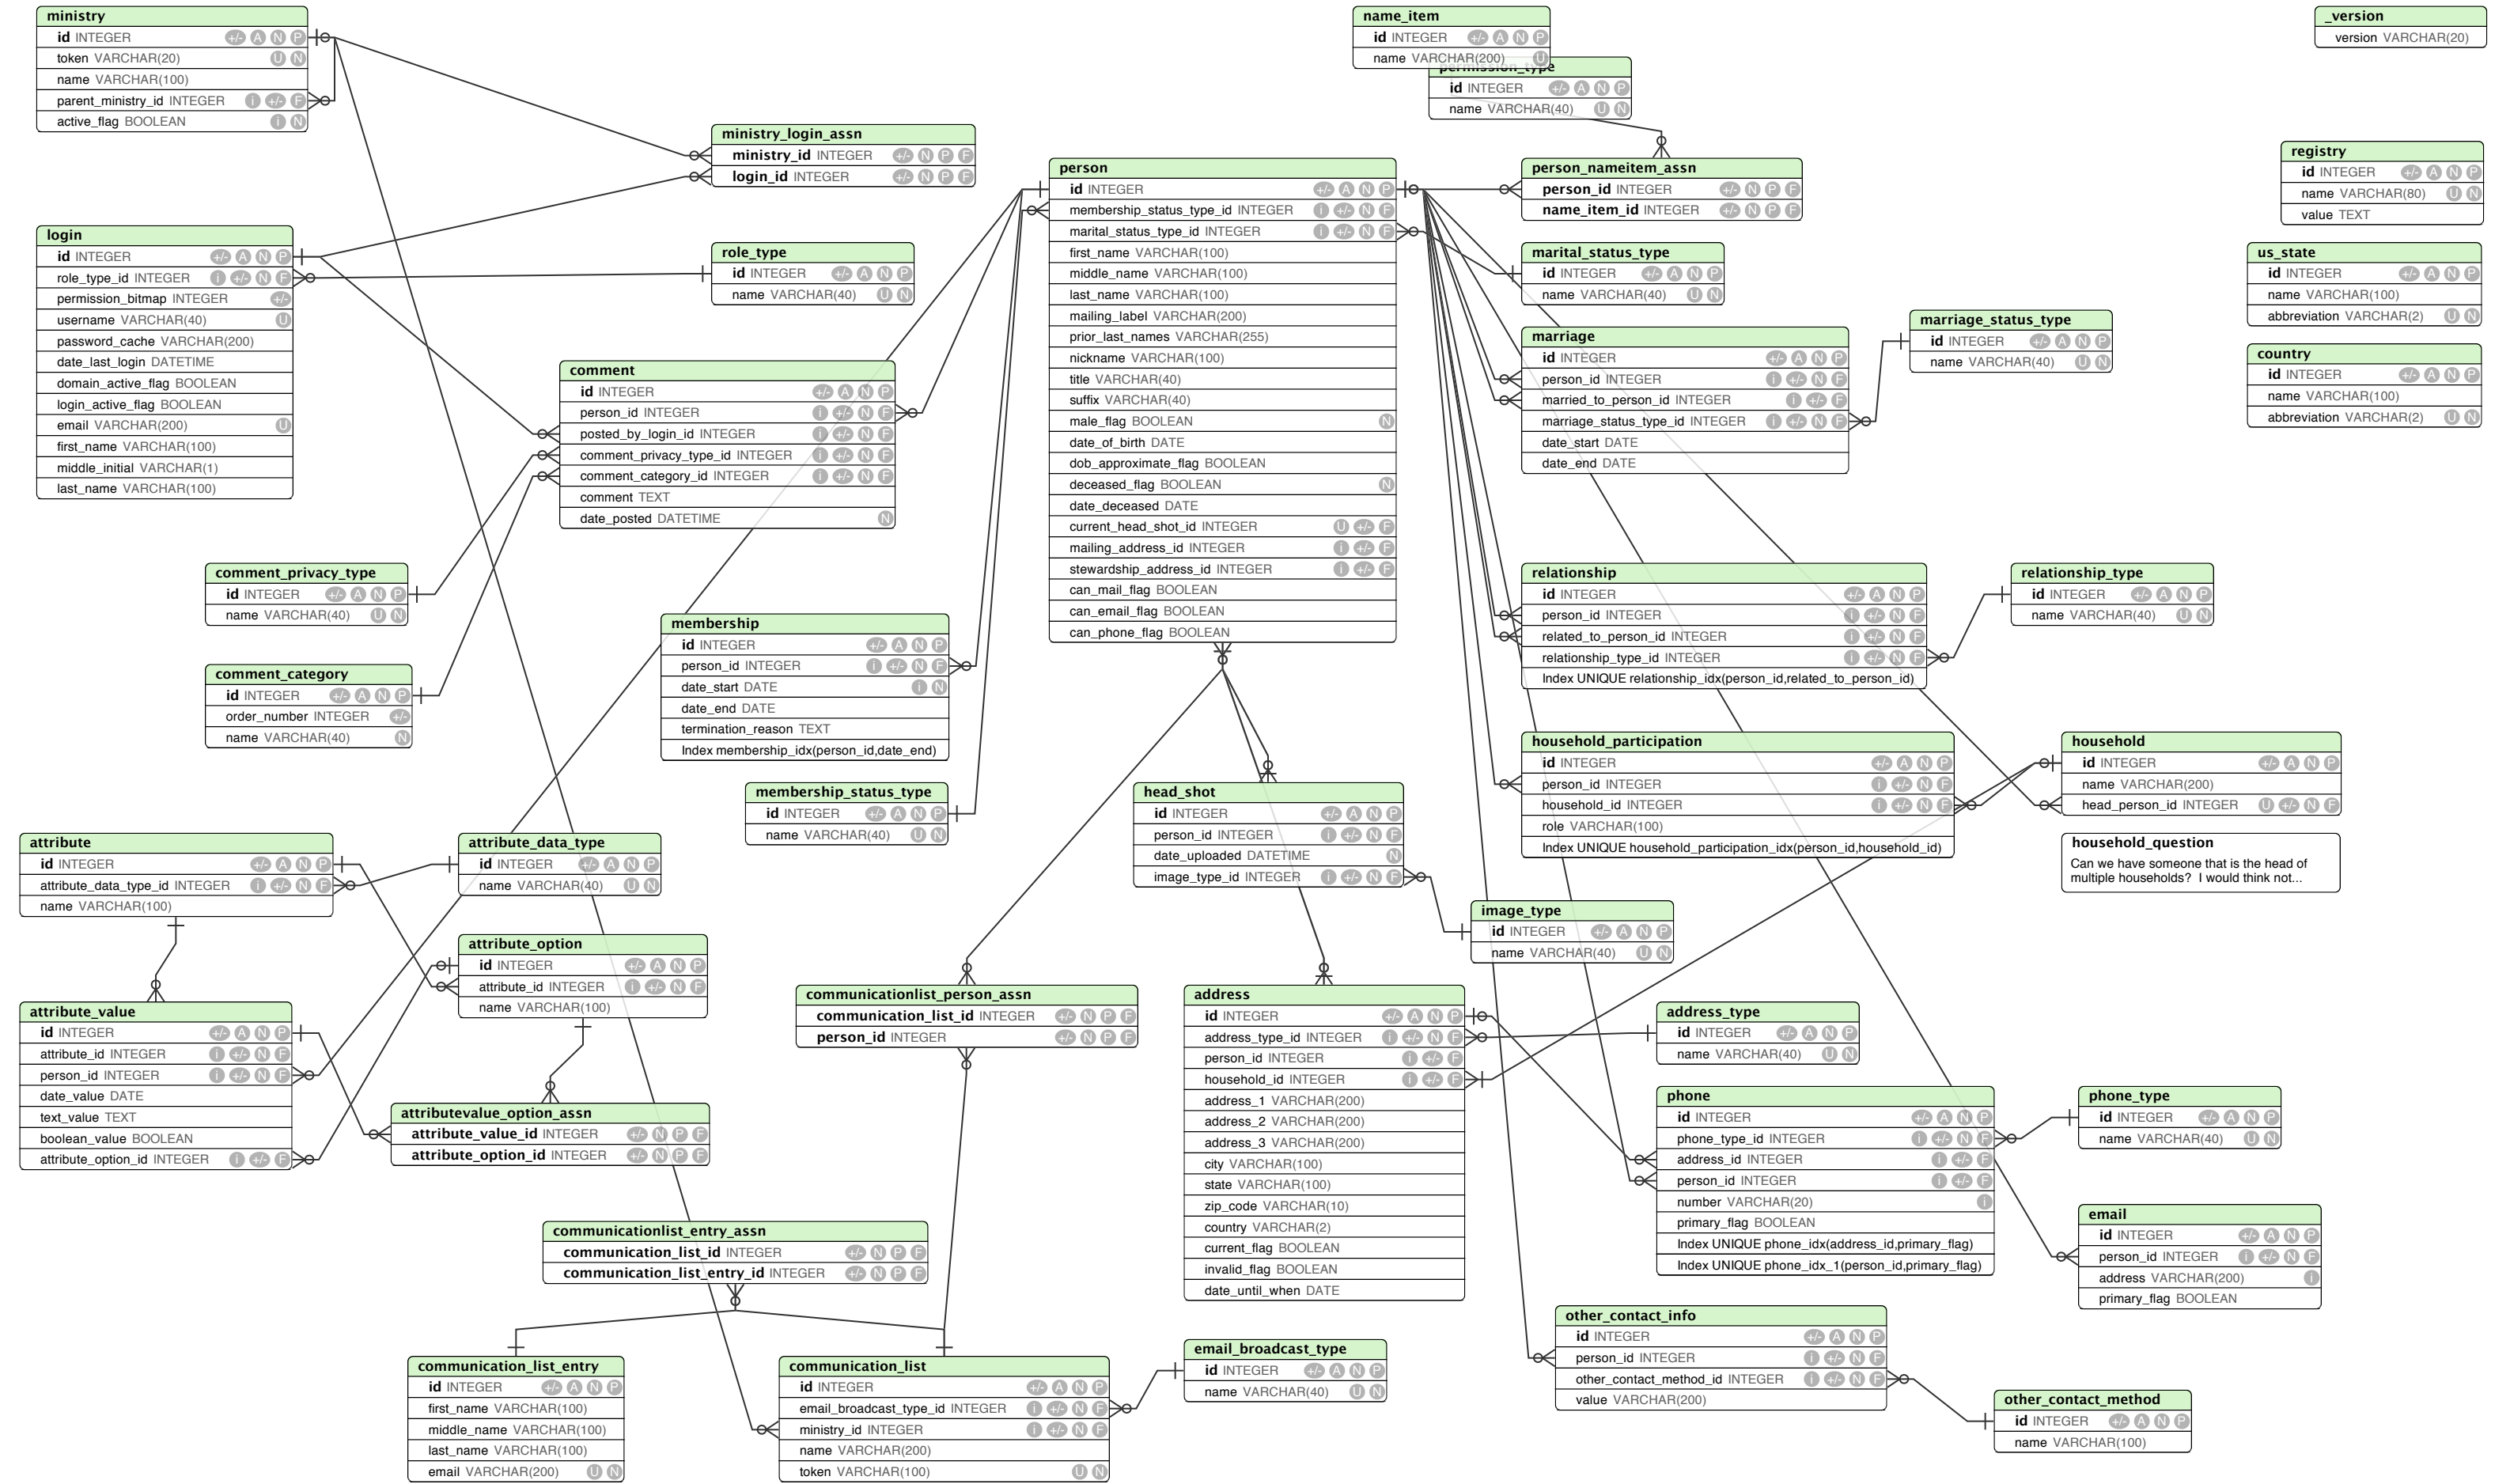 ministry
id INTEGER +/- A N P
token VARCHAR(20) U N
name VARCHAR(100)
parent_ministry_id INTEGER i +/- F
active_flag BOOLEAN i N
name_item
id INTEGER +/- A N P
name VARCHAR(200) U
permission_type
id INTEGER +/- A N P
name VARCHAR(40) U N
_version
version VARCHAR(20)
ministry_login_assn
ministry_id INTEGER +/- N P F
login_id INTEGER +/- N P F
person
id INTEGER +/- A N P
membership_status_type_id INTEGER i +/- N F
marital_status_type_id INTEGER i +/- N F
first_name VARCHAR(100)
middle_name VARCHAR(100)
last_name VARCHAR(100)
mailing_label VARCHAR(200)
prior_last_names VARCHAR(255)
nickname VARCHAR(100)
title VARCHAR(40)
suffix VARCHAR(40)
male_flag BOOLEAN N
date_of_birth DATE
dob_approximate_flag BOOLEAN
deceased_flag BOOLEAN N
date_deceased DATE
current_head_shot_id INTEGER U +/- F
mailing_address_id INTEGER i +/- F
stewardship_address_id INTEGER i +/- F
can_mail_flag BOOLEAN
can_email_flag BOOLEAN
can_phone_flag BOOLEAN
person_nameitem_assn
person_id INTEGER +/- N P F
name_item_id INTEGER +/- N P F
registry
id INTEGER +/- A N P
name VARCHAR(80) U N
value TEXT
login
id INTEGER +/- A N P
role_type_id INTEGER i +/- N F
permission_bitmap INTEGER +/-
username VARCHAR(40) U
password_cache VARCHAR(200)
date_last_login DATETIME
domain_active_flag BOOLEAN
login_active_flag BOOLEAN
email VARCHAR(200) U
first_name VARCHAR(100)
middle_initial VARCHAR(1)
last_name VARCHAR(100)
role_type
id INTEGER +/- A N P
name VARCHAR(40) U N
marital_status_type
id INTEGER +/- A N P
name VARCHAR(40) U N
us_state
id INTEGER +/- A N P
name VARCHAR(100)
abbreviation VARCHAR(2) U N
marriage
id INTEGER +/- A N P
person_id INTEGER i +/- N F
married_to_person_id INTEGER i +/- F
marriage_status_type_id INTEGER i +/- N F
date_start DATE
date_end DATE
marriage_status_type
id INTEGER +/- A N P
name VARCHAR(40) U N
country
id INTEGER +/- A N P
name VARCHAR(100)
abbreviation VARCHAR(2) U N
comment
id INTEGER +/- A N P
person_id INTEGER i +/- N F
posted_by_login_id INTEGER i +/- N F
comment_privacy_type_id INTEGER i +/- N F
comment_category_id INTEGER i +/- N F
comment TEXT
date_posted DATETIME N
comment_privacy_type
id INTEGER +/- A N P
name VARCHAR(40) U N
relationship
id INTEGER +/- A N P
person_id INTEGER i +/- N F
related_to_person_id INTEGER i +/- N F
relationship_type_id INTEGER i +/- N F
Index UNIQUE relationship_idx(person_id,related_to_person_id)
relationship_type
id INTEGER +/- A N P
name VARCHAR(40) U N
membership
id INTEGER +/- A N P
person_id INTEGER i +/- N F
date_start DATE i N
date_end DATE
termination_reason TEXT
Index membership_idx(person_id,date_end)
comment_category
id INTEGER +/- A N P
order_number INTEGER +/-
name VARCHAR(40) N
household_participation
id INTEGER +/- A N P
person_id INTEGER i +/- N F
household_id INTEGER i +/- N F
role VARCHAR(100)
Index UNIQUE household_participation_idx(person_id,household_id)
household
id INTEGER +/- A N P
name VARCHAR(200)
head_person_id INTEGER U +/- N F
household_question
Can we have someone that is the head of
multiple households? I would think not...
membership_status_type
id INTEGER +/- A N P
name VARCHAR(40) U N
head_shot
id INTEGER +/- A N P
person_id INTEGER i +/- N F
date_uploaded DATETIME N
image_type_id INTEGER i +/- N F
attribute
id INTEGER +/- A N P
attribute_data_type_id INTEGER i +/- N F
name VARCHAR(100)
attribute_data_type
id INTEGER +/- A N P
name VARCHAR(40) U N
image_type
id INTEGER +/- A N P
name VARCHAR(40) U N
attribute_option
id INTEGER +/- A N P
attribute_id INTEGER i +/- N F
name VARCHAR(100)
communicationlist_person_assn
communication_list_id INTEGER +/- N P F
person_id INTEGER +/- N P F
address
id INTEGER +/- A N P
address_type_id INTEGER i +/- N F
person_id INTEGER i +/- F
household_id INTEGER i +/- F
address_1 VARCHAR(200)
address_2 VARCHAR(200)
address_3 VARCHAR(200)
city VARCHAR(100)
state VARCHAR(100)
zip_code VARCHAR(10)
country VARCHAR(2)
current_flag BOOLEAN
invalid_flag BOOLEAN
date_until_when DATE
attribute_value
id INTEGER +/- A N P
attribute_id INTEGER i +/- N F
person_id INTEGER i +/- N F
date_value DATE
text_value TEXT
boolean_value BOOLEAN
attribute_option_id INTEGER i +/- F
address_type
id INTEGER +/- A N P
name VARCHAR(40) U N
phone
id INTEGER +/- A N P
phone_type_id INTEGER i +/- N F
address_id INTEGER i +/- F
person_id INTEGER i +/- F
number VARCHAR(20) i
primary_flag BOOLEAN
Index UNIQUE phone_idx(address_id,primary_flag)
Index UNIQUE phone_idx_1(person_id,primary_flag)
phone_type
id INTEGER +/- A N P
name VARCHAR(40) U N
attributevalue_option_assn
attribute_value_id INTEGER +/- N P F
attribute_option_id INTEGER +/- N P F
email
id INTEGER +/- A N P
person_id INTEGER i +/- N F
address VARCHAR(200) i
primary_flag BOOLEAN
communicationlist_entry_assn
communication_list_id INTEGER +/- N P F
communication_list_entry_id INTEGER +/- N P F
other_contact_info
id INTEGER +/- A N P
person_id INTEGER i +/- N F
other_contact_method_id INTEGER i +/- N F
value VARCHAR(200)
email_broadcast_type
id INTEGER +/- A N P
name VARCHAR(40) U N
communication_list_entry
id INTEGER +/- A N P
first_name VARCHAR(100)
middle_name VARCHAR(100)
last_name VARCHAR(100)
email VARCHAR(200) U N
communication_list
id INTEGER +/- A N P
email_broadcast_type_id INTEGER i +/- N F
ministry_id INTEGER i +/- N F
name VARCHAR(200)
token VARCHAR(100) U N
other_contact_method
id INTEGER +/- A N P
name VARCHAR(100)